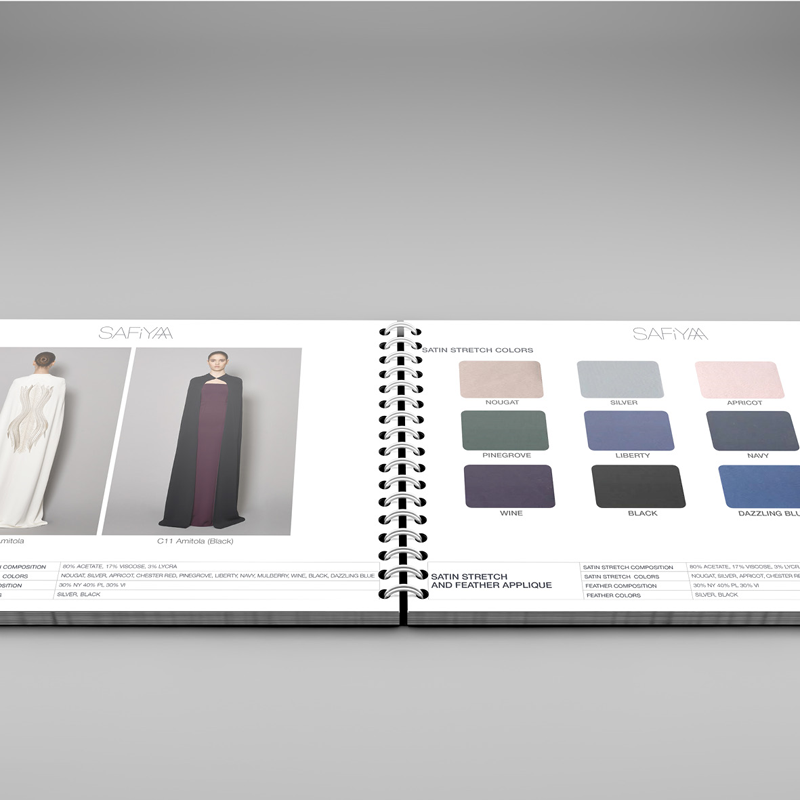 SAFiYAA
C11 Amitola (Black)
COMPOSITION
80% ACETATE, 17% VISCOSE, 3% LYCRA
COLORS
NOUGAT, SILVER, APRICOT, CHESTER RED, PINEGROVE, LIBERTY, NAVY, MULBERRY, WINE, BLACK, DAZZLING BLUE
30% NY 40% PL 30% VI
SILVER, BLACK
SAFiYAA
SATIN STRETCH COLORS
NOUGAT
SILVER
APRICOT
PINEGROVE
LIBERTY
NAVY
WINE
BLACK
DAZZLING BLU
SATIN STRETCH
AND FEATHER APPLIQUE
SATIN STRETCH COMPOSITION
80% ACETATE, 17% VISCOSE, 3% LYCR
SATIN STRETCH COLORS
NOUGAT, SILVER, APRICOT, CHESTER RE
FEATHER COMPOSITION
30% NY 40% PL 30% VI
FEATHER COLORS
SILVER, BLACK